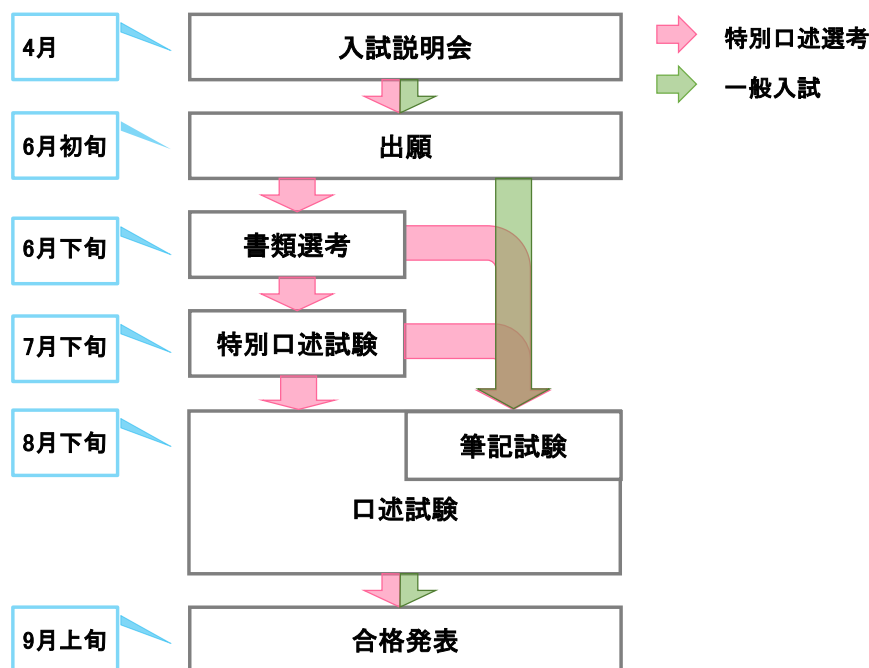 4月
入試説明会
特別口述選考
一般入試
6月初旬
出願
6月下旬
書類選考
7月下旬
特別口述試験
8月下旬
筆記試験
口述試験
9月上旬
合格発表